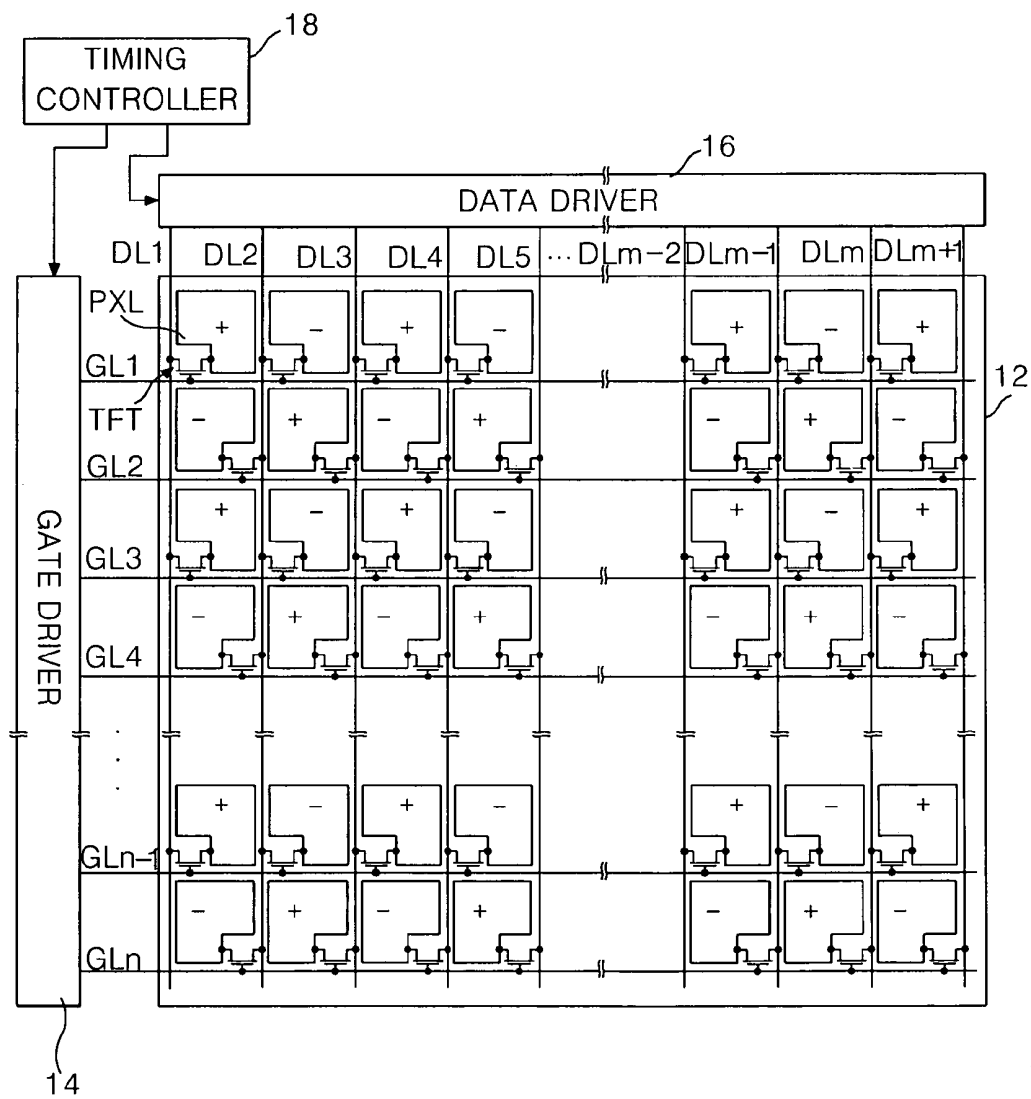 18
TIMING
CONTROLLER
16
DATA DRIVER
DL1 DL2 DL3 DL4 DL5 ... DLm-2 DLm-1 DLm DLm+1
PXL + - + - + - +
GL1
12
TFT - + - + - + -
GL2
+ - + - + - +
GL3
GATE DRIVER
- + - + - + -
GL4
+ - + - + - +
GLn-1
- + - + - + -
GLn
14